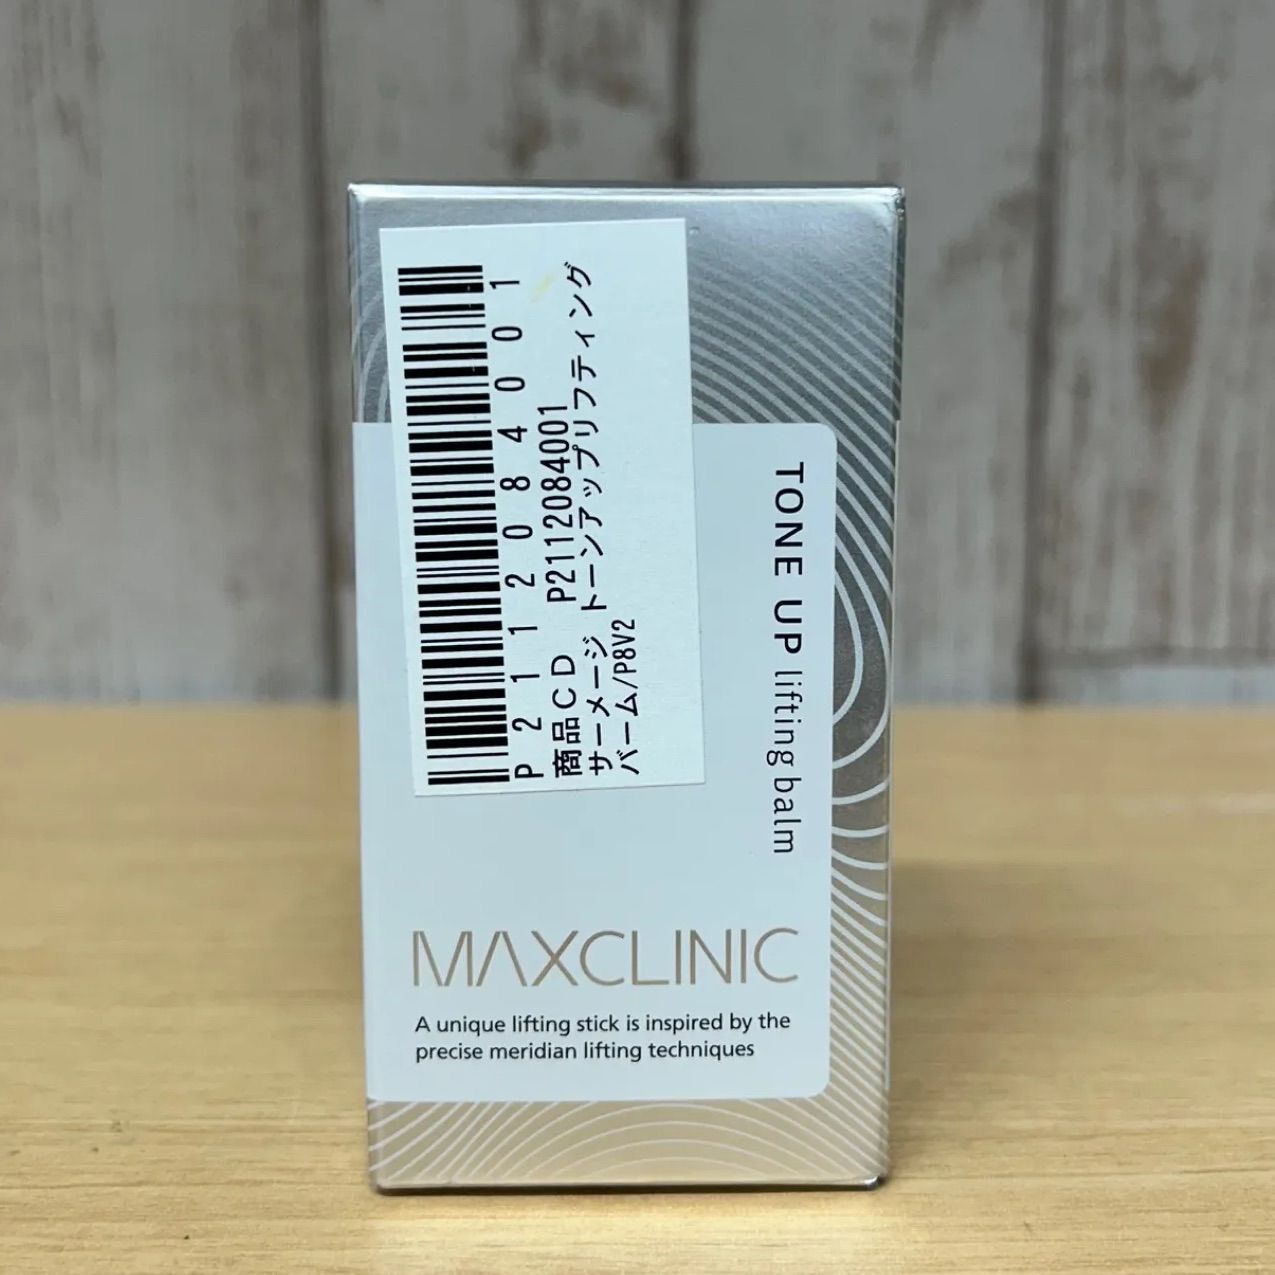 P2112084001
商品CD P2112084001
サーメージ トーンアップリフティング
バーム/P8V2
TONE UP lifting balm
MAXCLINIC
A unique lifting stick is inspired by the
precise meridian lifting techniques